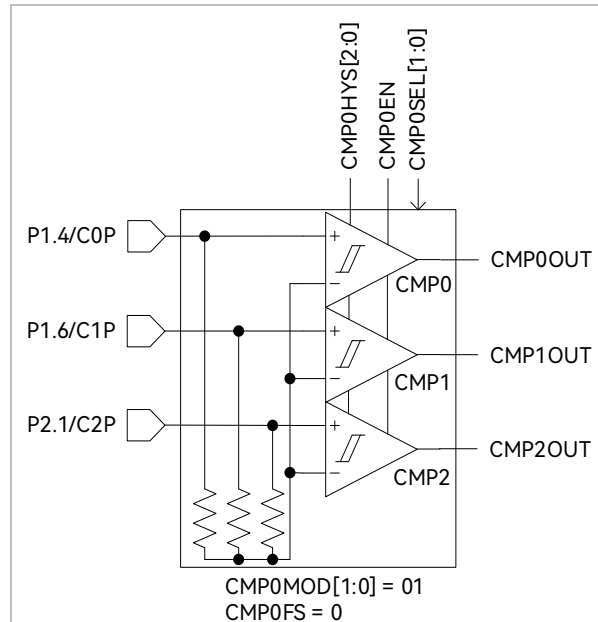 CMP0HYS[2:0]
CMP0EN
CMP0SEL[1:0]
P1.4/C0P
+
CMP0OUT
-
CMP0
P1.6/C1P
+
CMP1OUT
-
CMP1
P2.1/C2P
+
CMP2OUT
-
CMP2
CMP0MOD[1:0] = 01
CMP0FS = 0